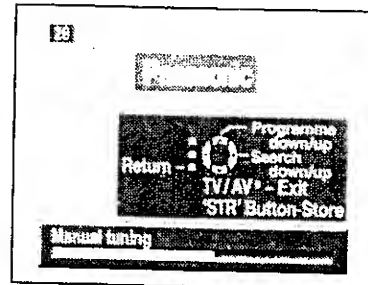 Programme
down/up
Search
Return
down/up
TV/AV* - Exit
'STR' Button-Store
Manual tuning